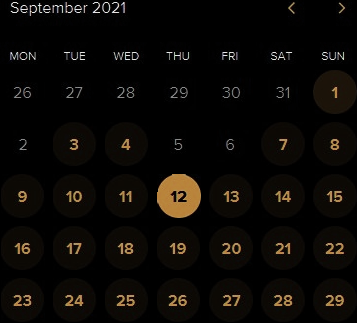 September 2021
MON TUE WED THU FRI SAT SUN
26 27 28 29 30 31 1
2 3 4 5 6 7 8
9 10 11 12 13 14 15
16 17 18 19 20 21 22
23 24 25 26 27 28 29